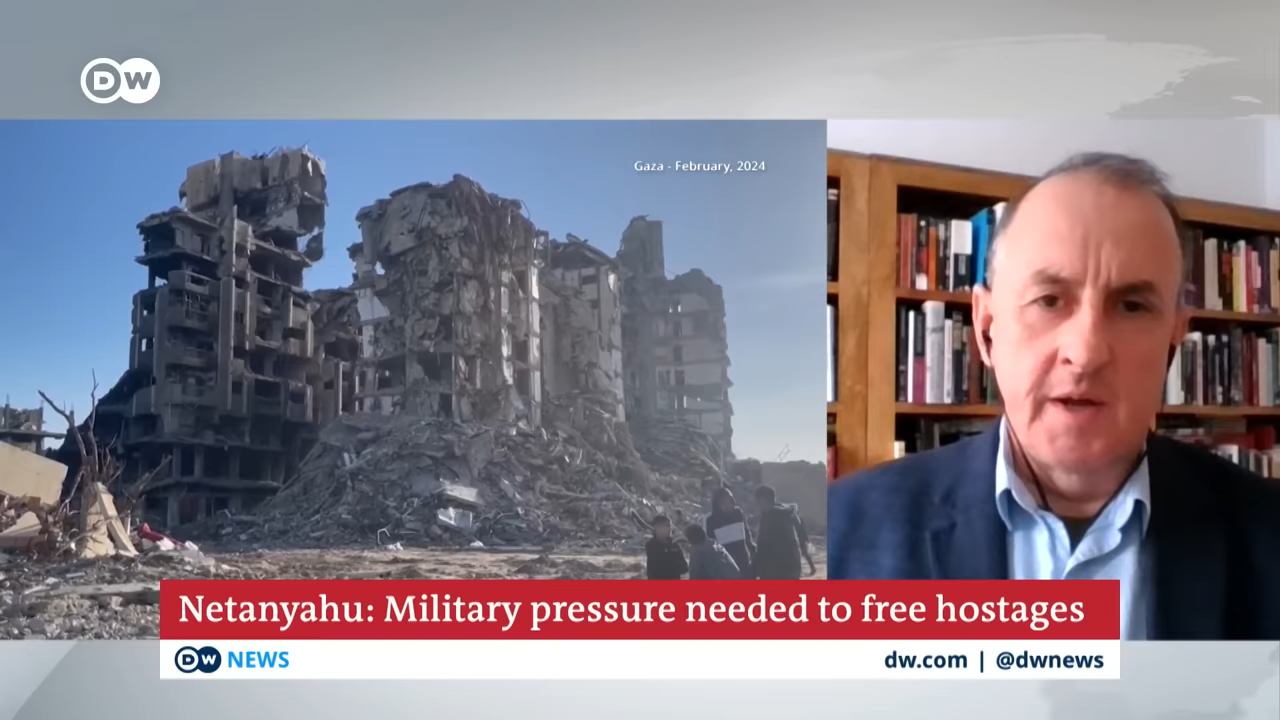 DW
Gaza - February, 2024
Netanyahu: Military pressure needed to free hostages
DW NEWS
dw.com | @dwnews